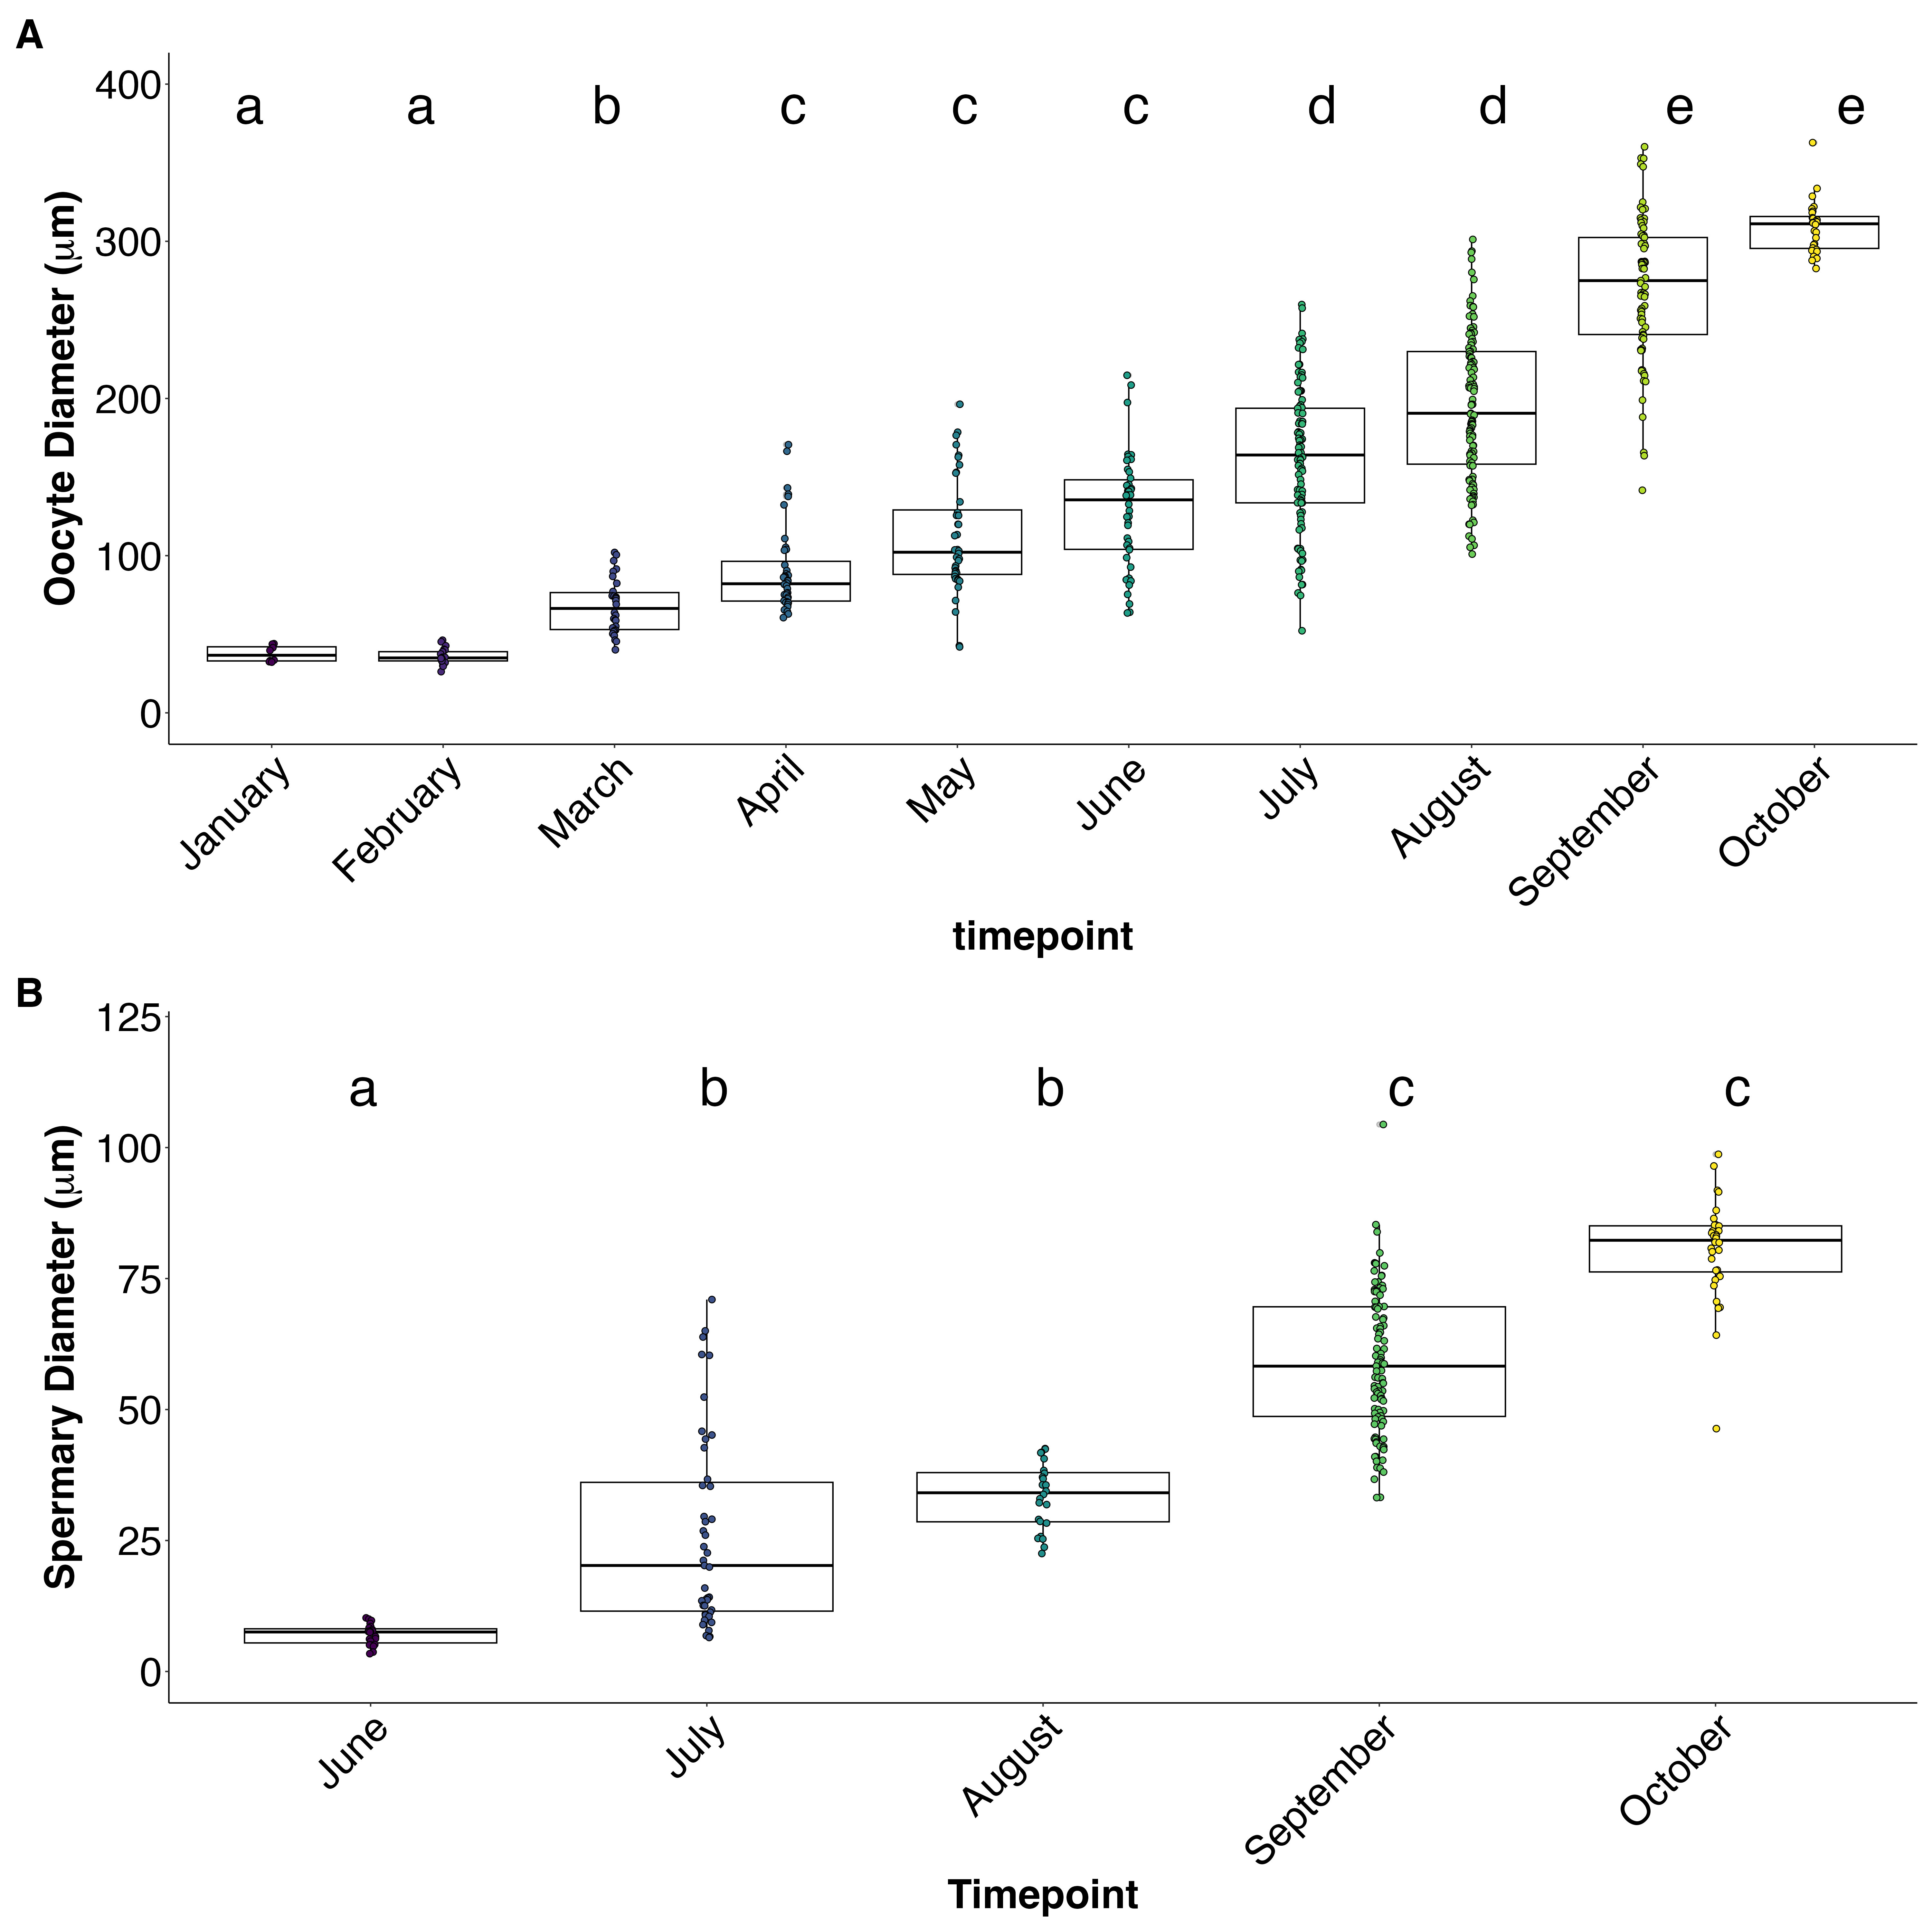 A
Oocyte Diameter (μm)
400
300
200
100
0
a a b c c c d d e e
January February March April May June July August September October
timepoint
B
Spermary Diameter (μm)
125
100
75
50
25
0
a b b c c
June July August September October
Timepoint